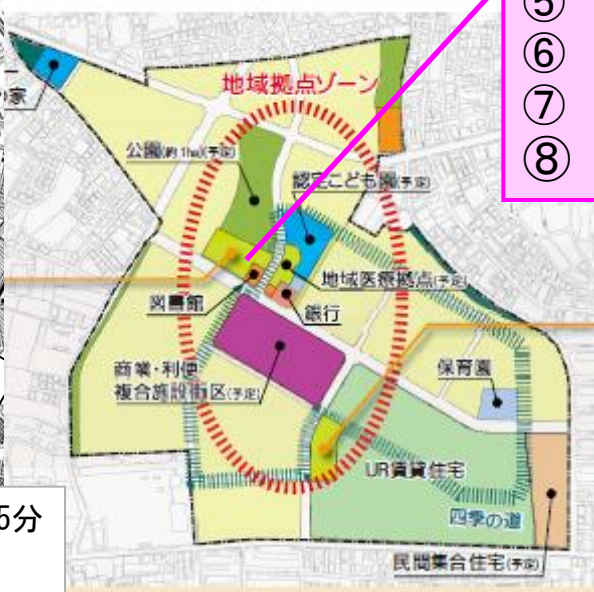 ⑤
⑥
⑦
⑧
家
地域拠点ゾーン
公園(約1ha)(予定)
認定こども園(予定)
地域医療拠点(予定)
図書館
銀行
商業・利便
複合施設街区(予定)
保育園
UR賃貸住宅
四季の道
民間集合住宅(予定)
5分